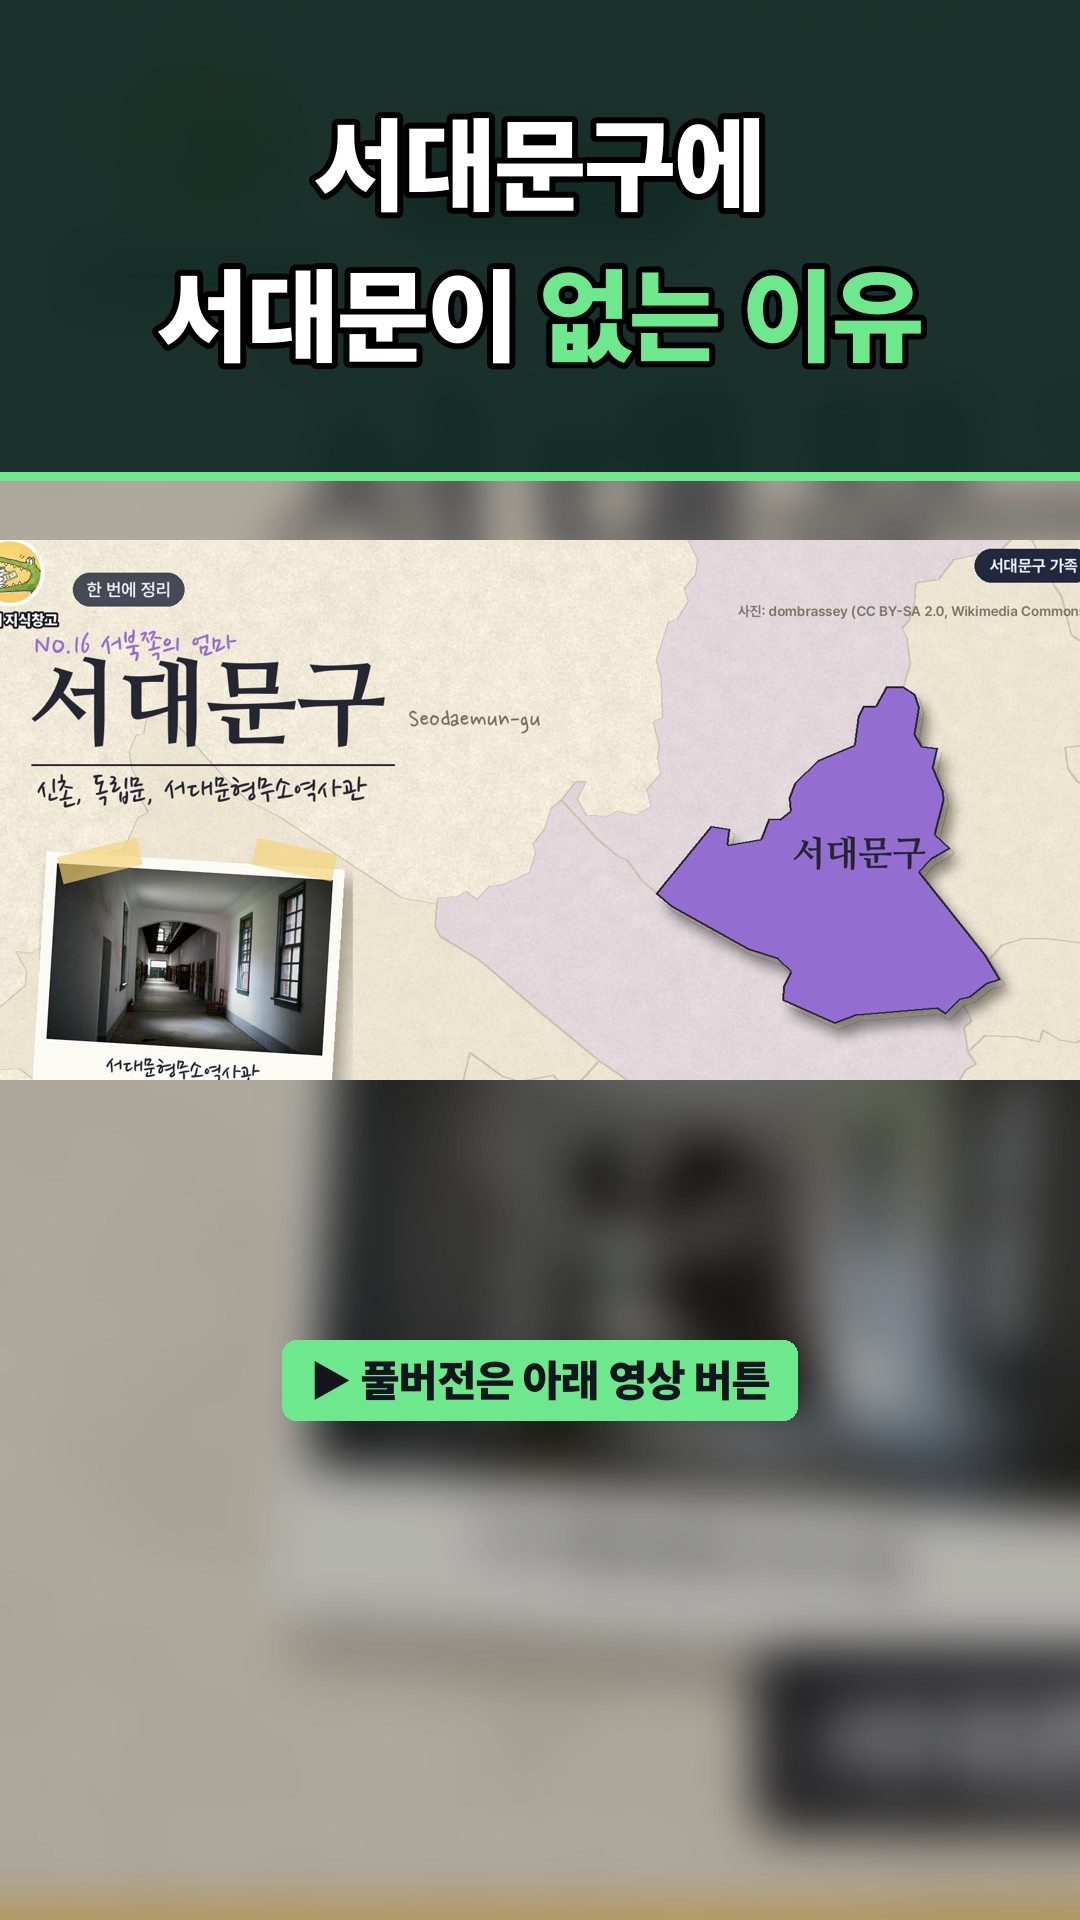 서대문구에
서대문이 없는 이유
한 번에 정리
서대문구 가족
지식창고
사진: dombrassey (CC BY-SA 2.0, Wikimedia Commons
NO.16 서북쪽의 엄마
서대문구
Seodaemun-gu
신촌, 독립문, 서대문형무소역사관
서대문구
서대문형무소역사관
▶ 풀버전은 아래 영상 버튼